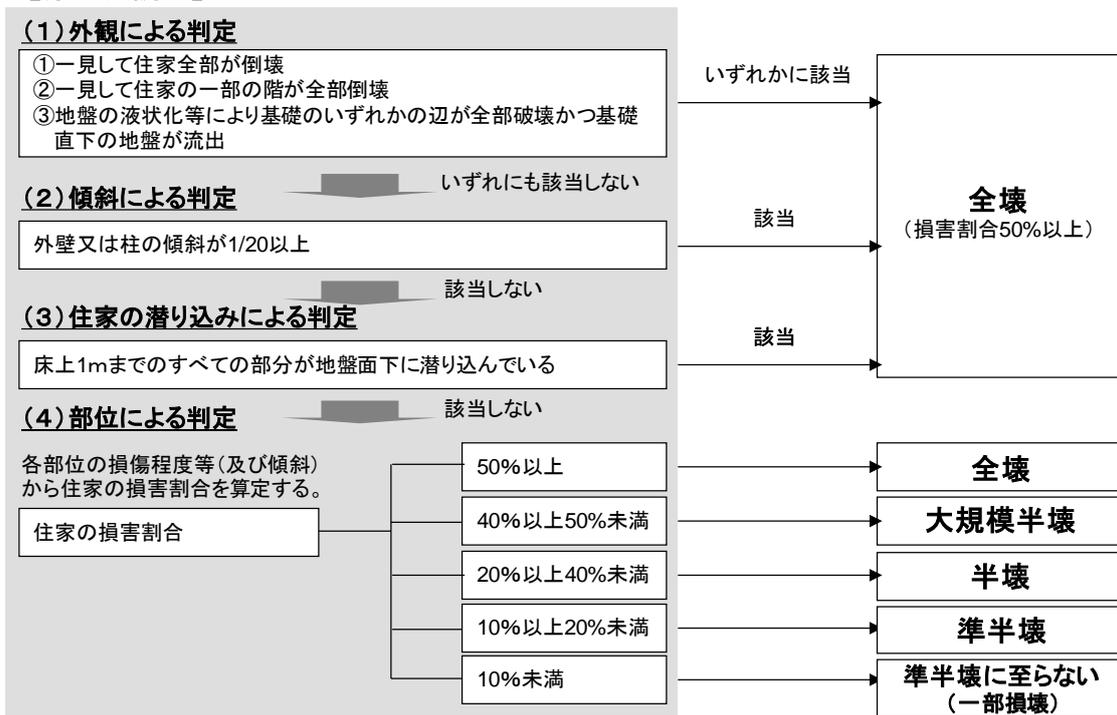 (1)外観による判定
①一見して住家全部が倒壊
②一見して住家の一部の階が全部倒壊
③地盤の液状化等により基礎のいずれかの辺が全部破壊かつ基礎
直下の地盤が流出
いずれかに該当
いずれにも該当しない
(2)傾斜による判定
外壁又は柱の傾斜が1/20以上
該当
全壊
(損害割合50%以上)
該当しない
(3)住家の潜り込みによる判定
床上1mまでのすべての部分が地盤面下に潜り込んでいる
該当
該当しない
(4)部位による判定
各部位の損傷程度等(及び傾斜)
から住家の損害割合を算定する。
住家の損害割合
50%以上
全壊
40%以上50%未満
大規模半壊
20%以上40%未満
半壊
10%以上20%未満
準半壊
10%未満
準半壊に至らない
(一部損壊)